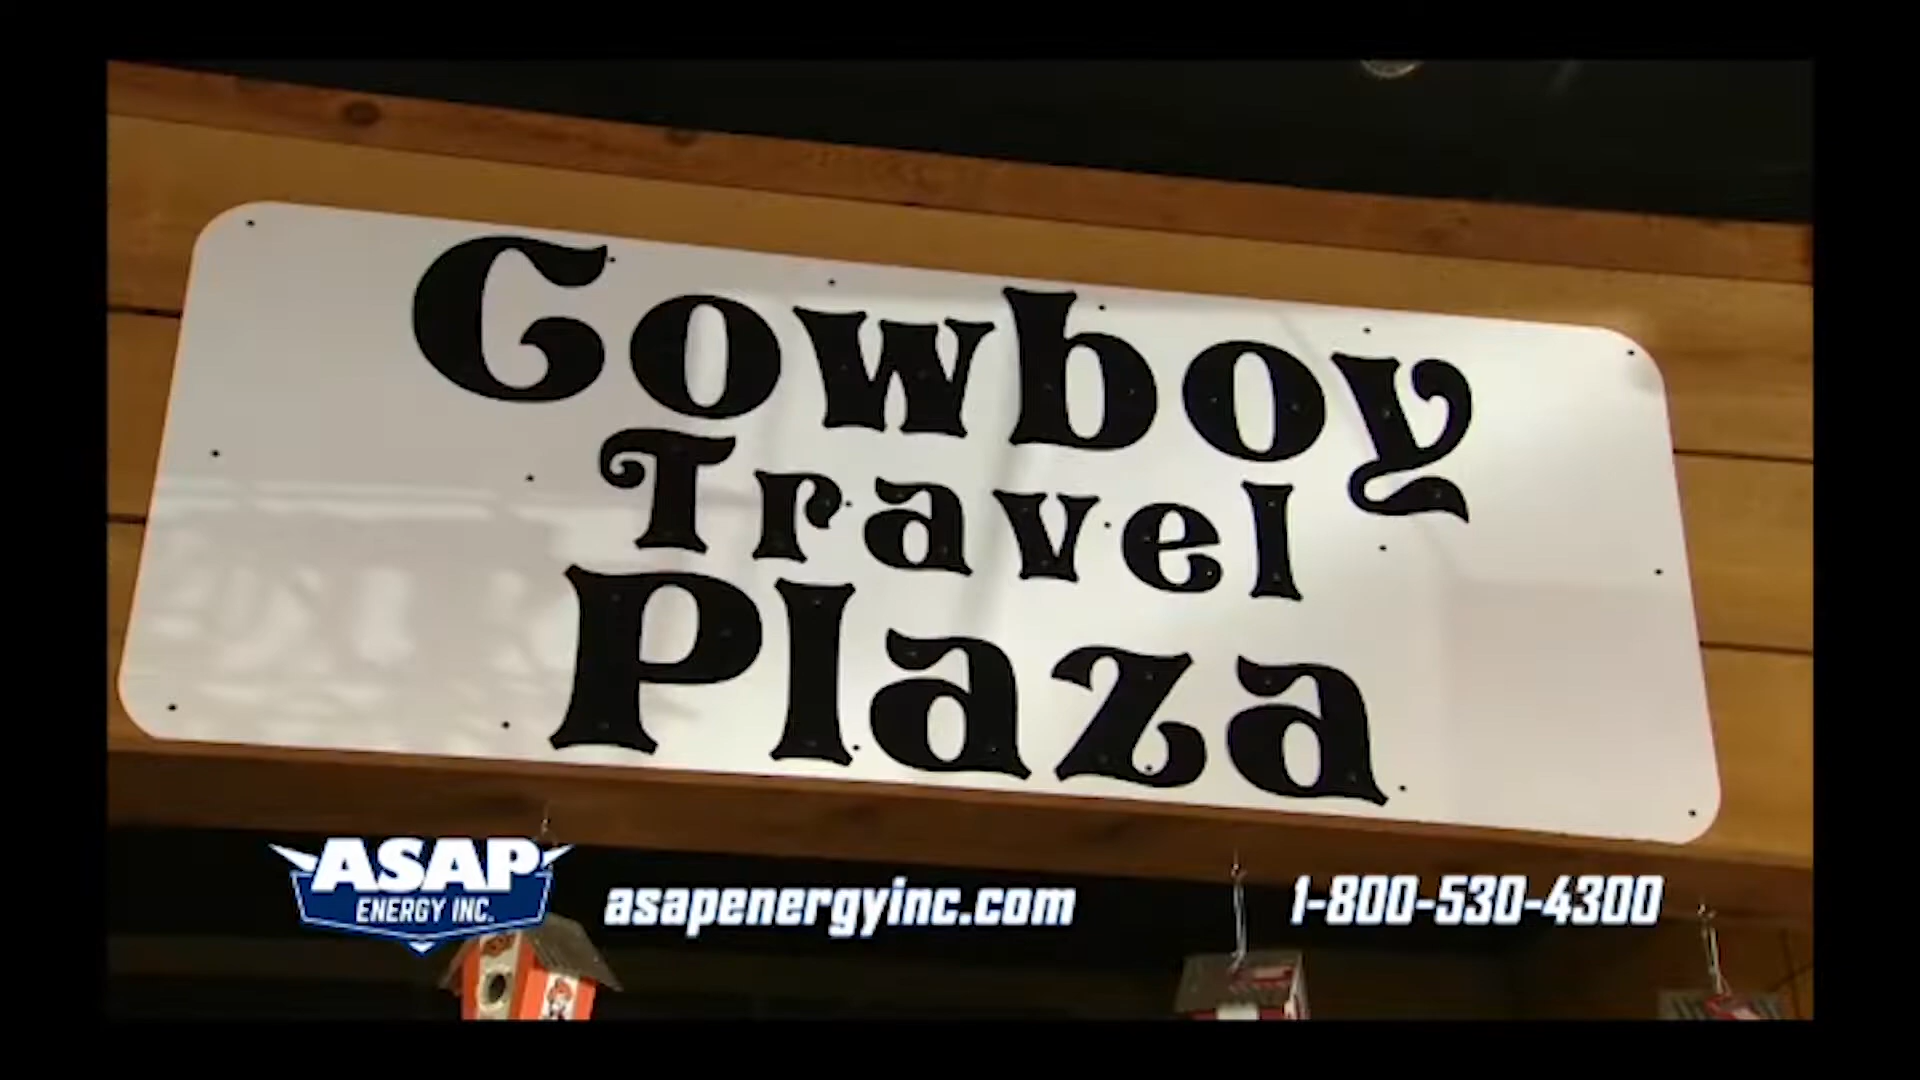 Cowboy
Travel
Plaza
ASAP
ENERGY INC.
asapenergyinc.com
1-800-530-4300